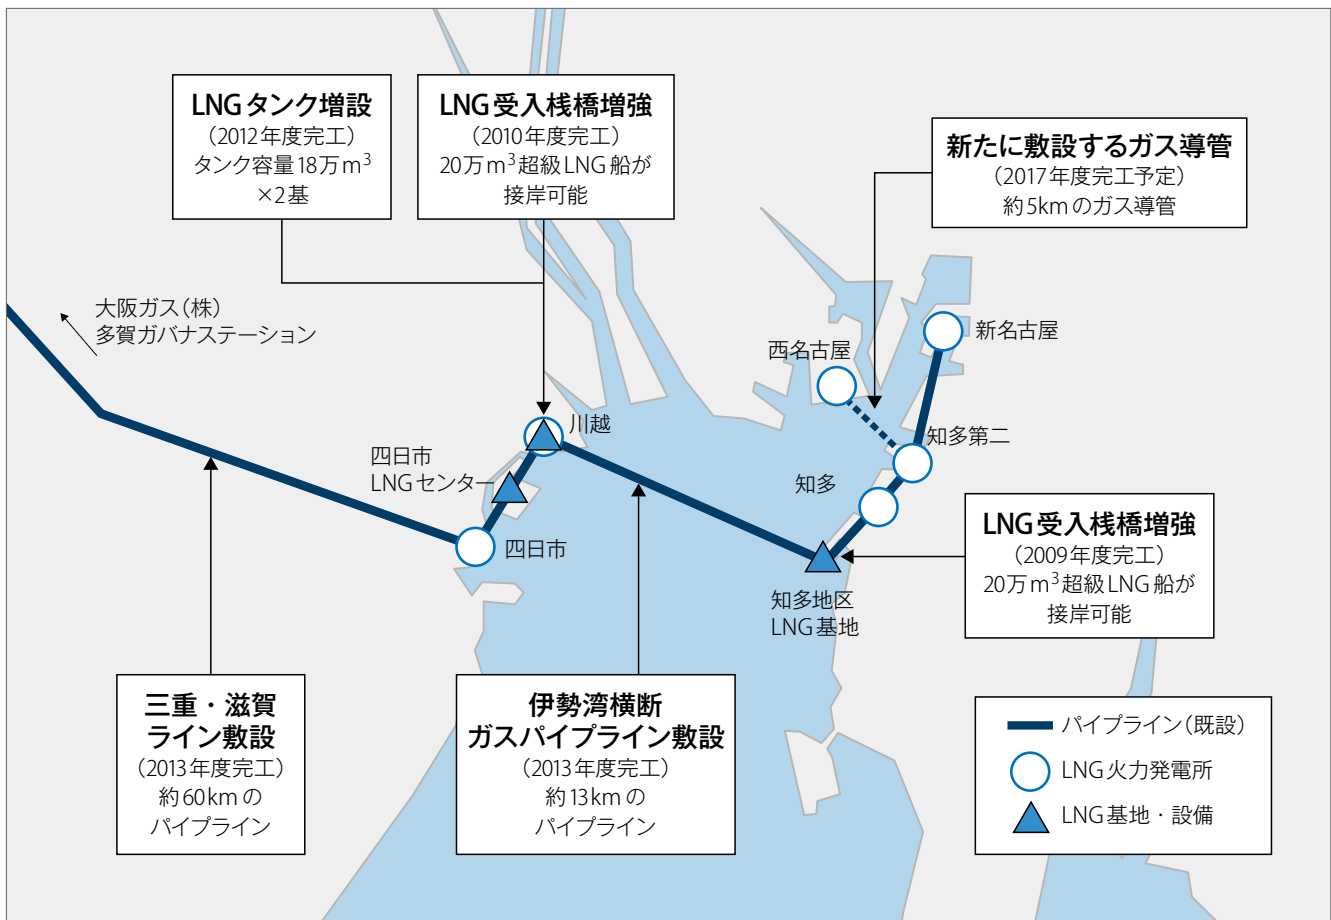 LNGタンク増設
（2012年度完工）
タンク容量18万m³
×2基
LNG受入桟橋増強
（2010年度完工）
20万m³超級LNG船が
接岸可能
新たに敷設するガス導管
（2017年度完工予定）
約5kmのガス導管
大阪ガス（株）
多賀ガバナステーション
西名古屋
新名古屋
川越
知多第二
四日市
LNGセンター
知多
四日市
LNG受入桟橋増強
（2009年度完工）
20万m³超級LNG船が
接岸可能
知多地区
LNG基地
三重・滋賀
ライン敷設
（2013年度完工）
約60kmの
パイプライン
伊勢湾横断
ガスパイプライン敷設
（2013年度完工）
約13kmの
パイプライン
パイプライン（既設）
LNG火力発電所
LNG基地・設備